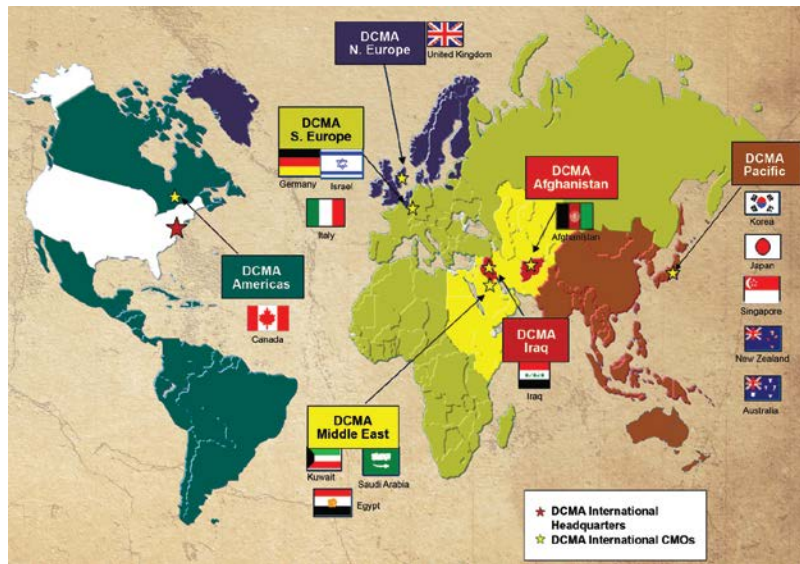 DCMA
N. Europe
United Kingdom
DCMA
S. Europe
Germany
Israel
Italy
DCMA
Afghanistan
Afghanistan
DCMA
Pacific
Korea
Japan
Singapore
New Zealand
Australia
DCMA
Americas
Canada
DCMA
Iraq
Iraq
DCMA
Middle East
Kuwait
Saudi Arabia
Egypt
DCMA International
Headquarters
DCMA International CMOs